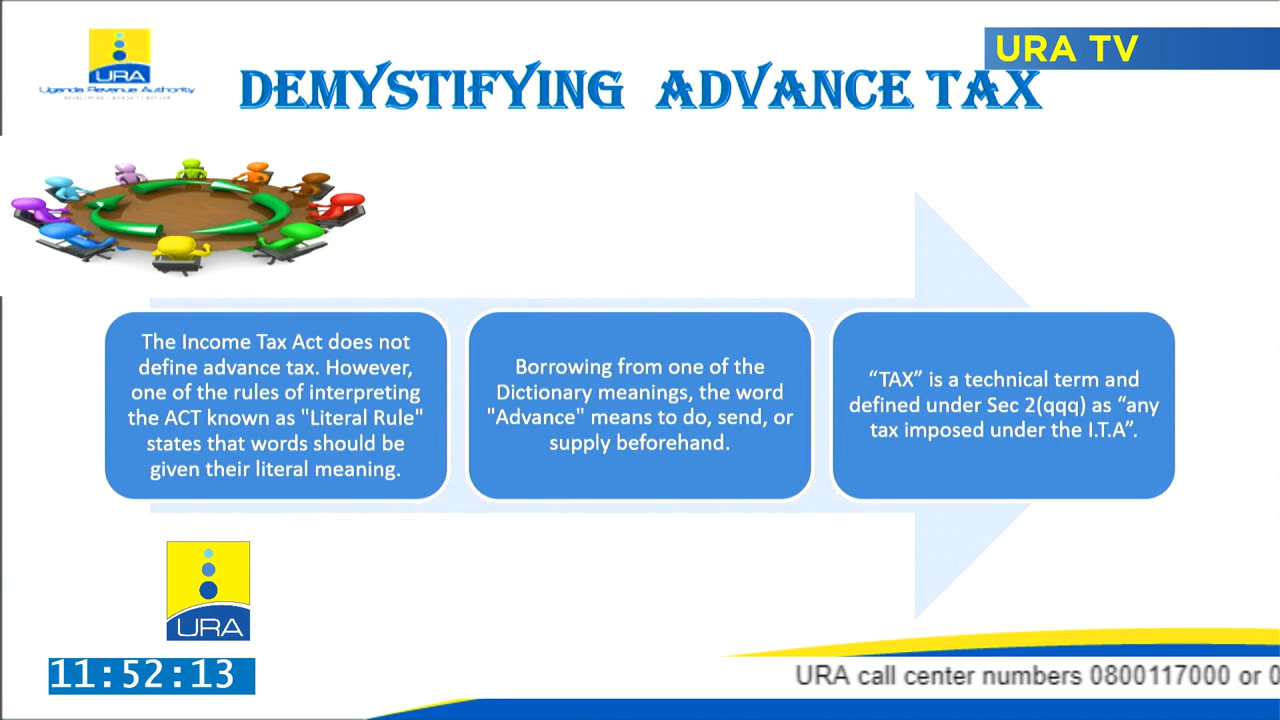 URA
Uganda Revenue Authority
URA TV
DEMYSTIFYING ADVANCE TAX
The Income Tax Act does not
define advance tax. However,
one of the rules of interpreting
the ACT known as "Literal Rule"
states that words should be
given their literal meaning.
Borrowing from one of the
Dictionary meanings, the word
"Advance" means to do, send, or
supply beforehand.
“TAX” is a technical term and
defined under Sec 2(qqq) as “any
tax imposed under the I.T.A”.
URA
11:52:13
URA call center numbers 0800117000 or 0